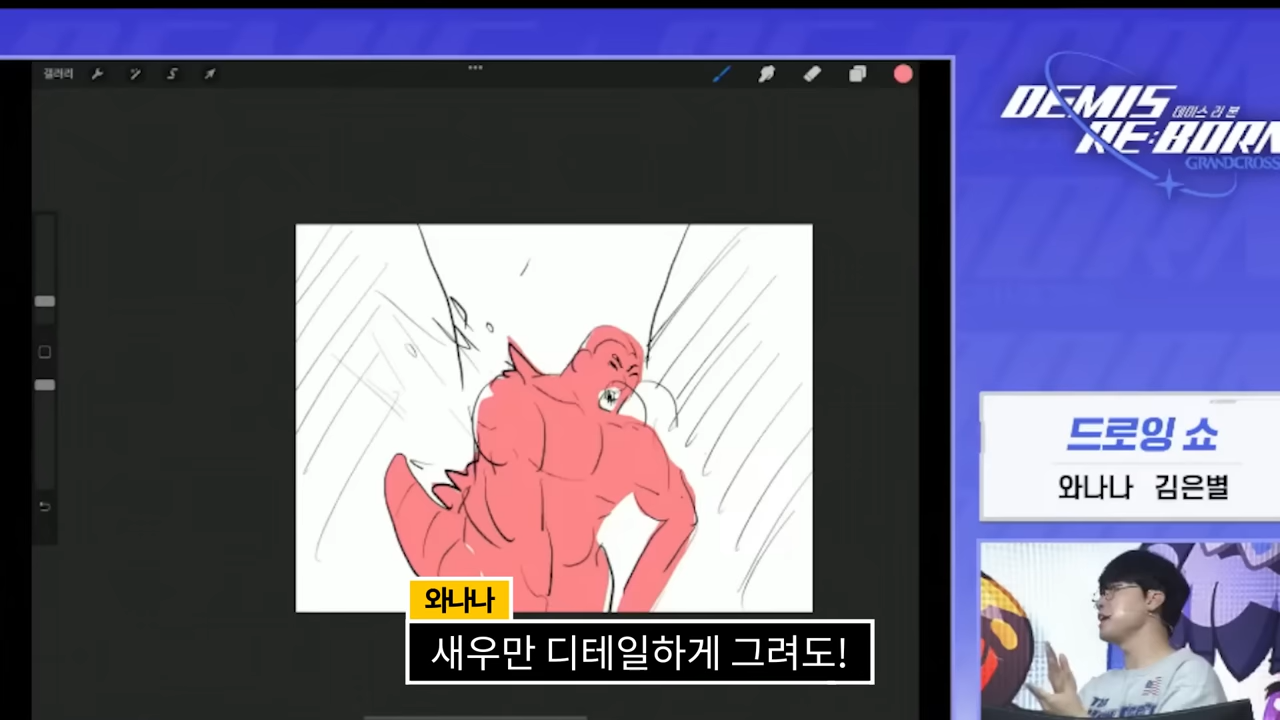 갤러리
DEMIS
데미스 리 본
RE:BORN
GRANDCROSS
드로잉 쇼
와나나 김은별
와나나
새우만 디테일하게 그려도!